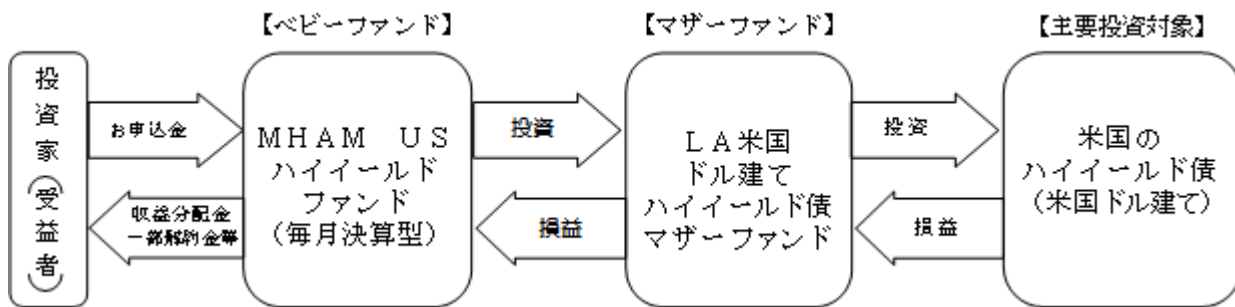 【ベビーファンド】
【マザーファンド】
【主要投資対象】
投資家(受益者)
お申込金
収益分配金
一部解約金等
MHAM US
ハイイールド
ファンド
(毎月決算型)
投資
損益
LA米国
ドル建て
ハイイールド債
マザーファンド
投資
損益
米国の
ハイイールド債
(米国ドル建て)